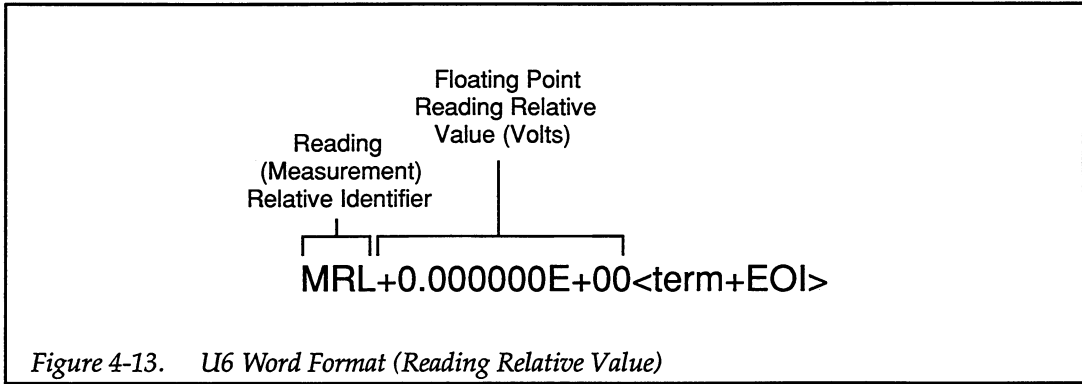 Floating Point
Reading Relative
Value (Volts)
Reading
(Measurement)
Relative Identifier
MRL+0.000000E+00<term+EOI>
Figure 4-13. U6 Word Format (Reading Relative Value)